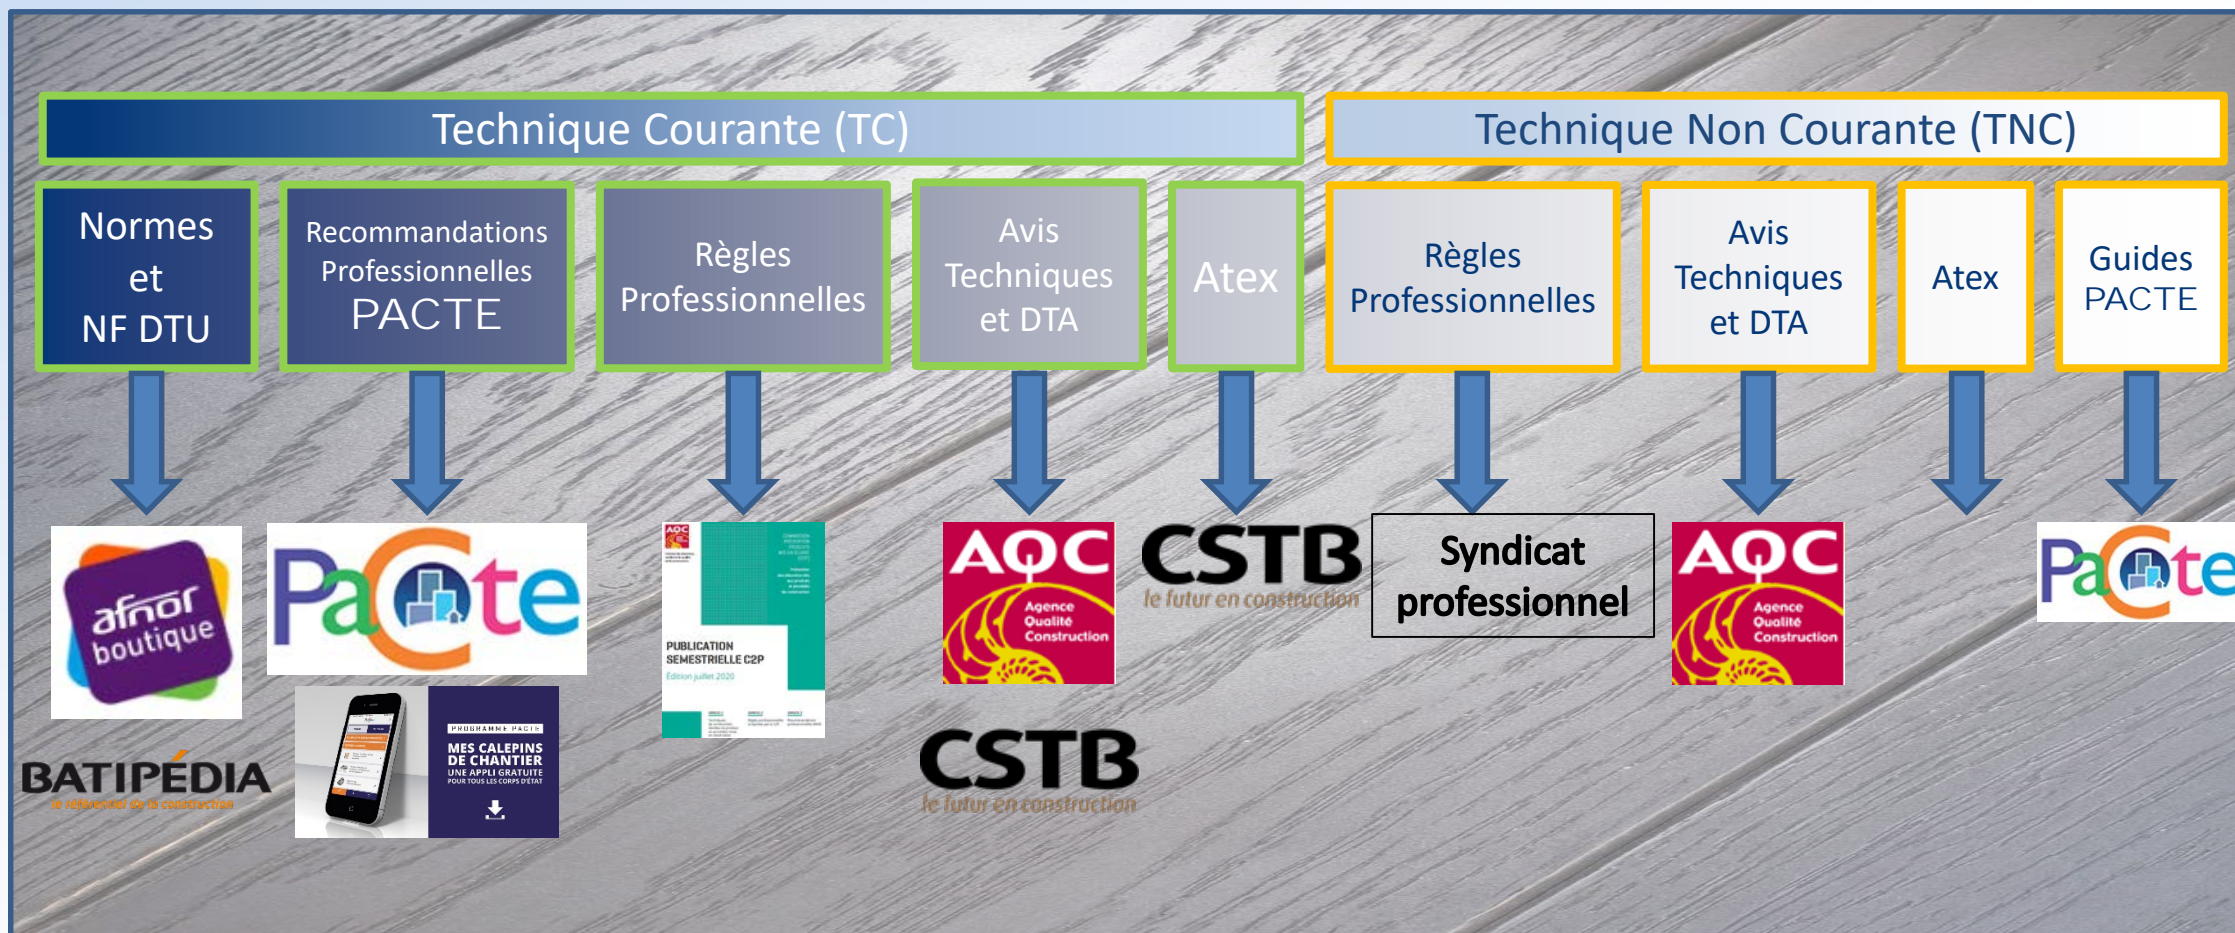 Technique Courante (TC)
Technique Non Courante (TNC)
Normes
et
NF DTU
Recommandations
Professionnelles
PACTE
Règles
Professionnelles
Avis
Techniques
et DTA
Atex
Règles
Professionnelles
Avis
Techniques
et DTA
Atex
Guides
PACTE
afnor
boutique
BATIPÉDIA
le référentiel de la construction
PaCte
PROGRAMME PACTE
MES CALEPINS
DE CHANTIER
UNE APPLI GRATUITE
POUR TOUS LES CORPS D'ÉTAT
AQC
PUBLICATION
SEMESTRIELLE C2P
Édition juillet 2020
AQC
Agence
Qualité
Construction
CSTB
le futur en construction
CSTB
le futur en construction
Syndicat
professionnel
AQC
Agence
Qualité
Construction
PaCte